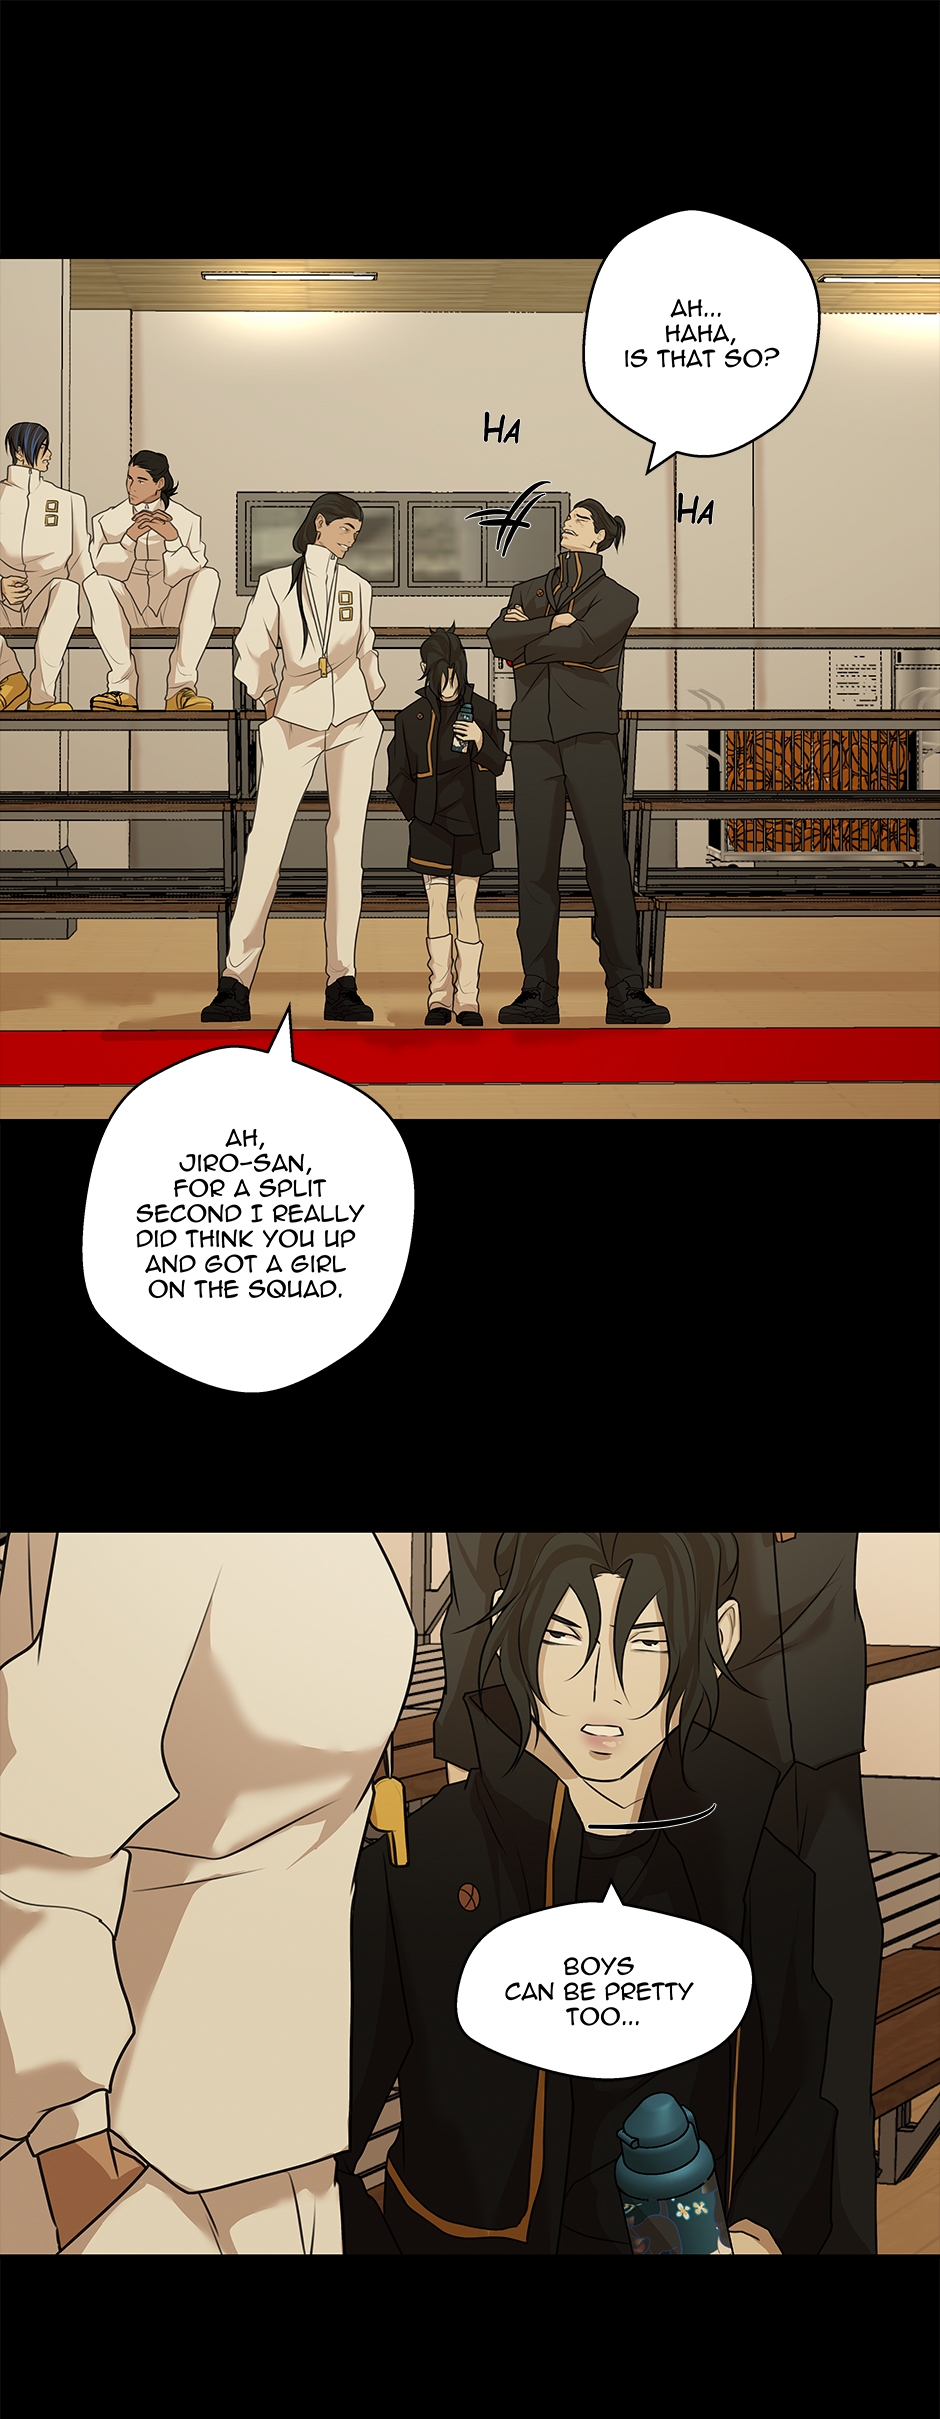 AH...
HAHA,
IS THAT SO?
HA
HA
AH,
JIRO-SAN,
FOR A SPLIT
SECOND I REALLY
DID THINK YOU UP
AND GOT A GIRL
ON THE SQUAD.
BOYS
CAN BE PRETTY
TOO...